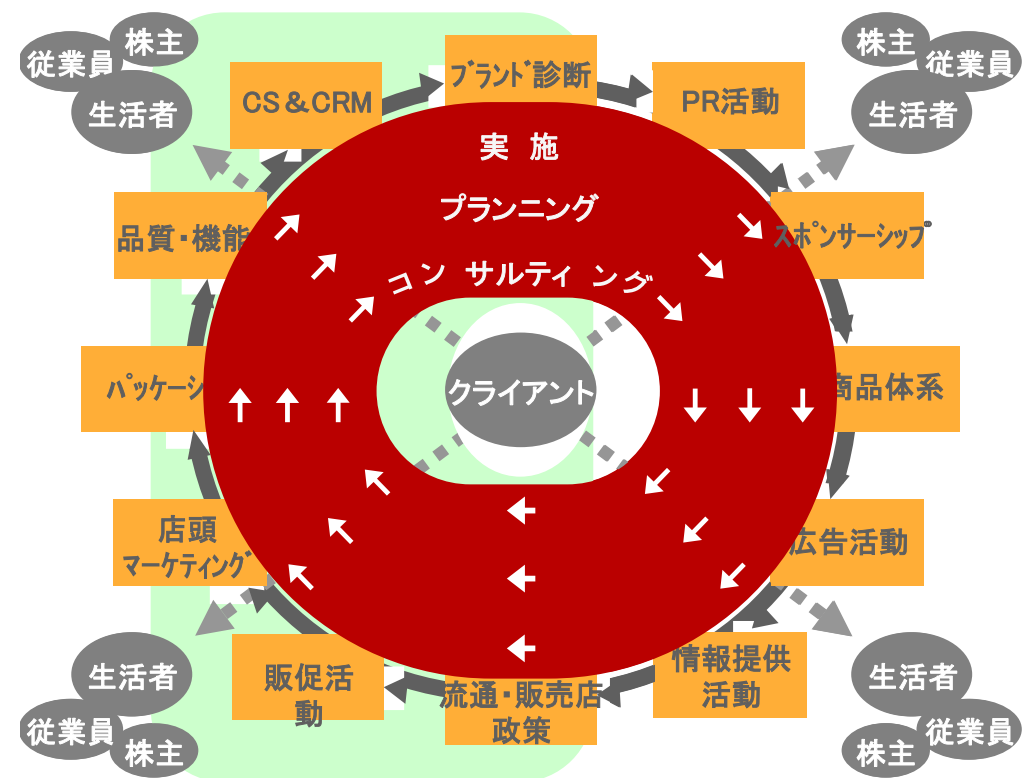 株主
従業員
生活者
株主
従業員
生活者
ﾌﾞﾗﾝﾄﾞ診断
CS＆CRM
PR活動
実 施
プランニング
コンサルティング
品質・機能
ｽﾎﾟﾝｻｰｼｯﾌﾟ
ﾊﾟｯｹｰｼ
クライアント
商品体系
店頭
ﾏｰｹﾃｨﾝｸﾞ
広告活動
販促活
動
流通・販売店
政策
情報提供
活動
生活者
従業員
株主
生活者
従業員
株主